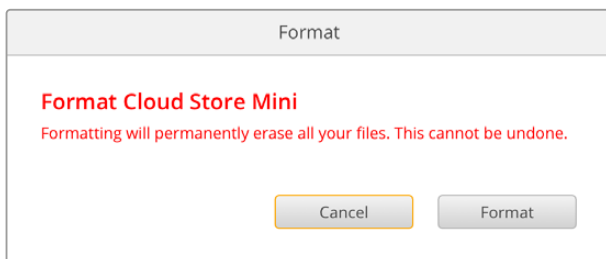 Format
Format Cloud Store Mini
Formatting will permanently erase all your files. This cannot be undone.
Cancel Format